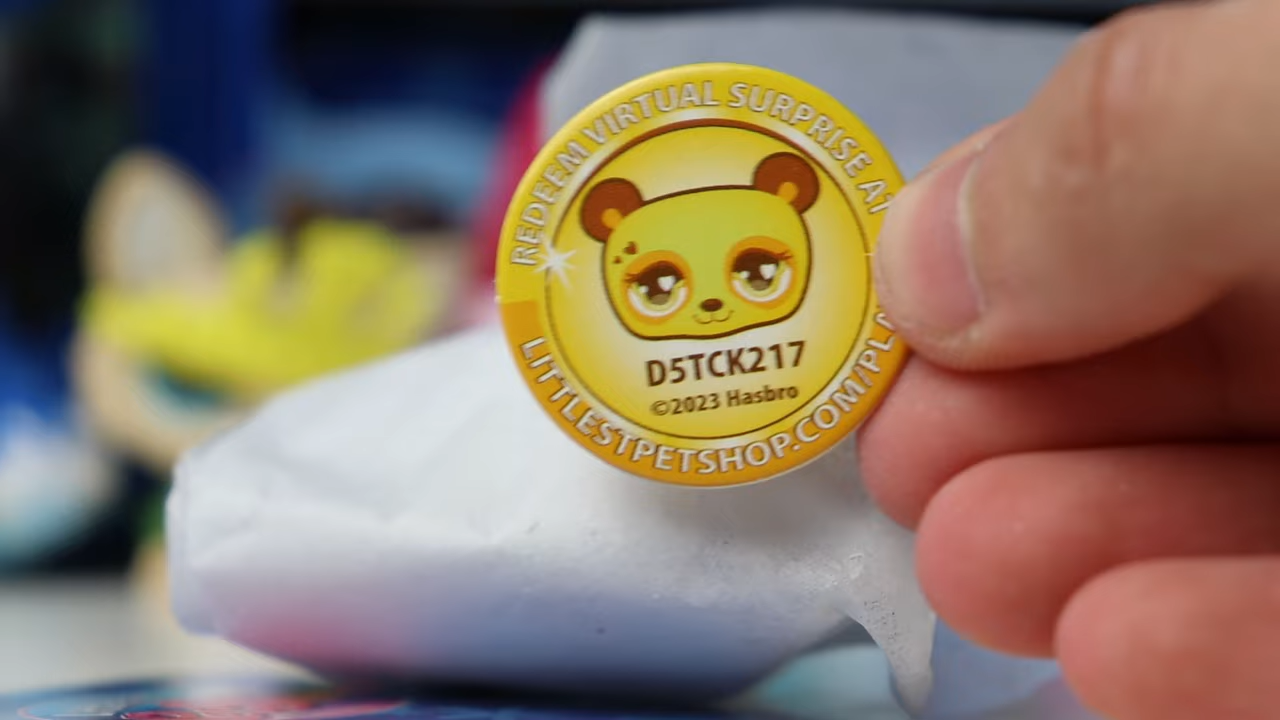 REDEEM VIRTUAL SURPRISE AT
D5TCK217
©2023 Hasbro
LITTLESTPETSHOP.COM/PL